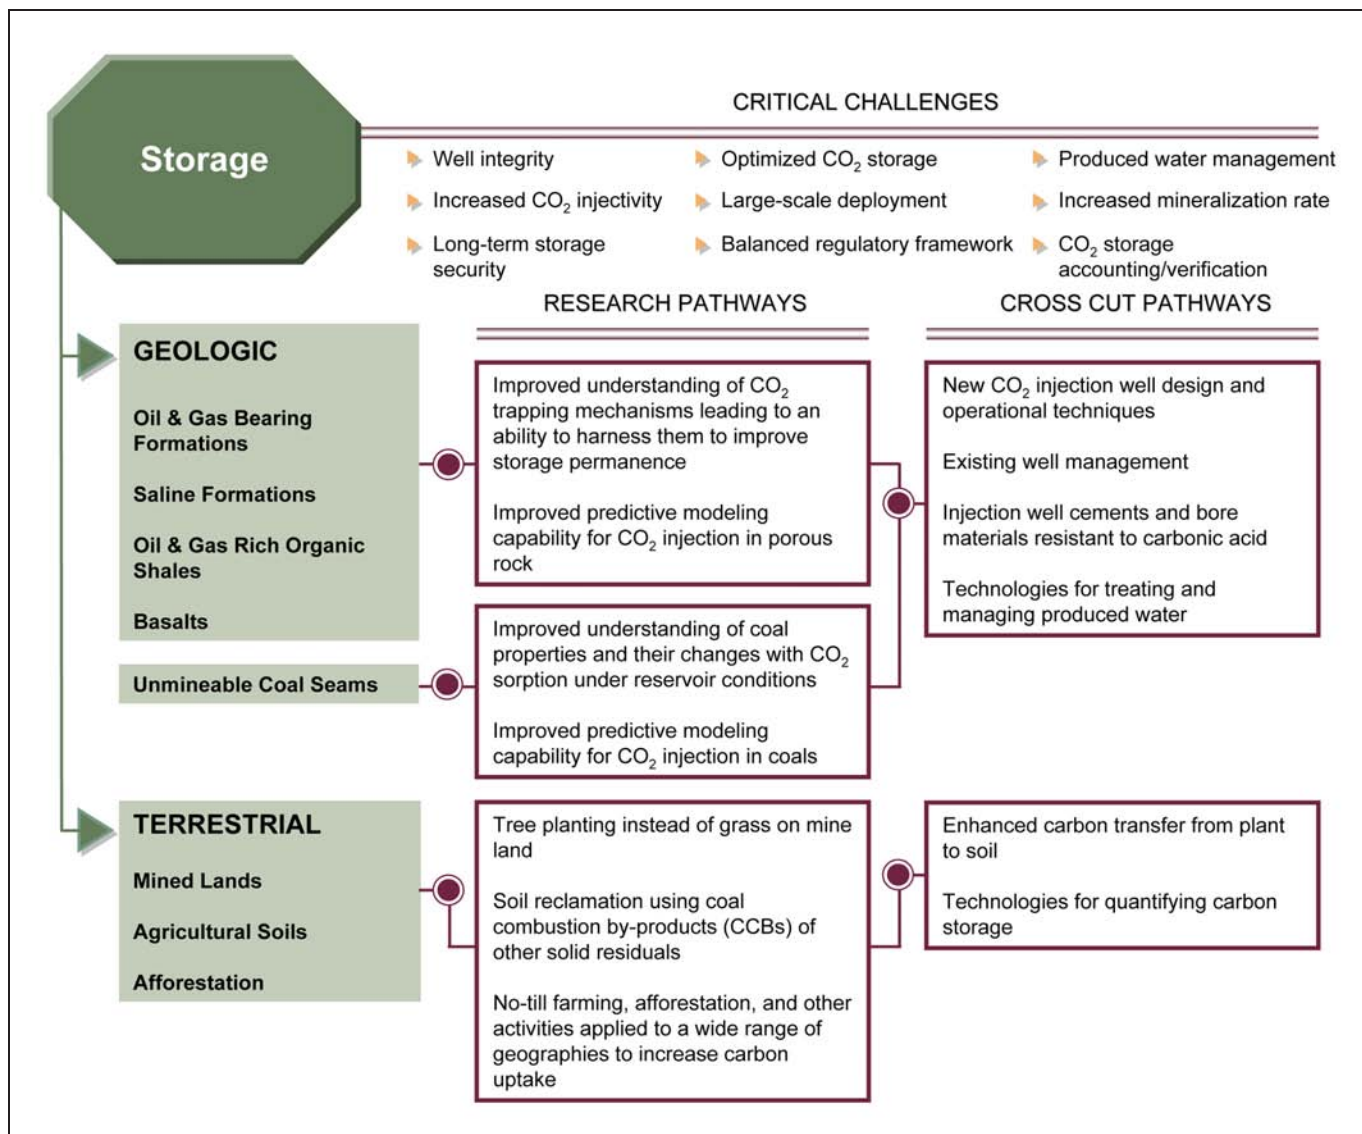 Storage
CRITICAL CHALLENGES
Well integrity
Increased CO₂ injectivity
Long-term storage
security
Optimized CO₂ storage
Large-scale deployment
Balanced regulatory framework
Produced water management
Increased mineralization rate
CO₂ storage
accounting/verification
RESEARCH PATHWAYS
CROSS CUT PATHWAYS
GEOLOGIC
Oil & Gas Bearing
Formations
Saline Formations
Oil & Gas Rich Organic
Shales
Basalts
Unmineable Coal Seams
Improved understanding of CO₂
trapping mechanisms leading to an
ability to harness them to improve
storage permanence
Improved predictive modeling
capability for CO₂ injection in porous
rock
Improved understanding of coal
properties and their changes with CO₂
sorption under reservoir conditions
Improved predictive modeling
capability for CO₂ injection in coals
New CO₂ injection well design and
operational techniques
Existing well management
Injection well cements and bore
materials resistant to carbonic acid
Technologies for treating and
managing produced water
TERRESTRIAL
Mined Lands
Agricultural Soils
Afforestation
Tree planting instead of grass on mine
land
Soil reclamation using coal
combustion by-products (CCBs) of
other solid residuals
No-till farming, afforestation, and other
activities applied to a wide range of
geographies to increase carbon
uptake
Enhanced carbon transfer from plant
to soil
Technologies for quantifying carbon
storage